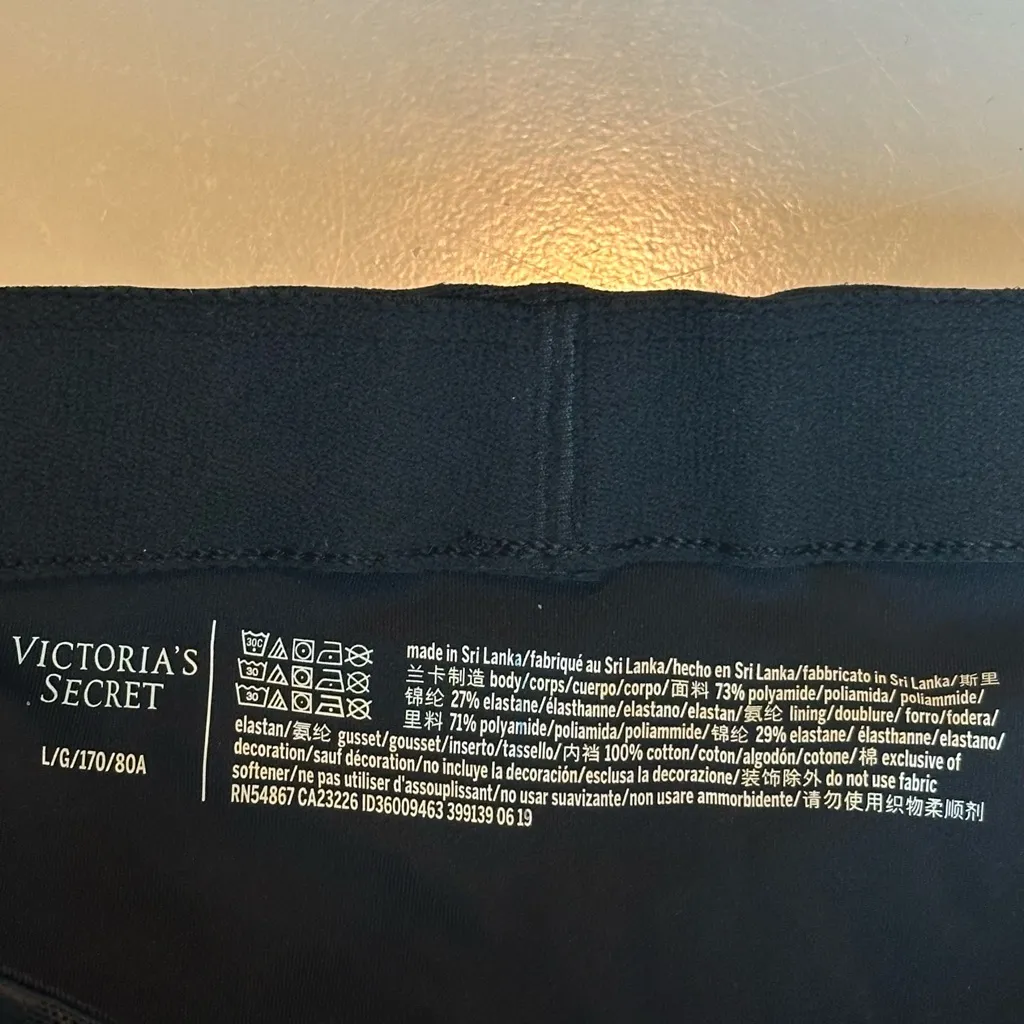 VICTORIA'S
SECRET
L/G/170/80A
30C
30
30
made in Sri Lanka/fabriqué au Sri Lanka/hecho en Sri Lanka/fabbricato in Sri Lanka/斯里
兰卡制造 body/corps/cuerpo/corpo/面料 73% polyamide/poliamida/ poliammide/
锦纶 27% elastane/élasthanne/elastano/elastan/氨纶 lining/doublure/ forro/fodera/
里料 71% polyamide/poliamida/poliammide/锦纶 29% elastane/ élasthanne/elastano/
elastan/氨纶 gusset/gousset/inserto/tassello/内裆 100% cotton/coton/algodón/cotone/棉 exclusive of
decoration/sauf décoration/no incluye la decoración/esclusa la decorazione/装饰除外 do not use fabric
softener/ne pas utiliser d'assouplissant/no usar suavizante/non usare ammorbidente/请勿使用织物柔顺剂
RN54867 CA23226 ID36009463 399139 06 19